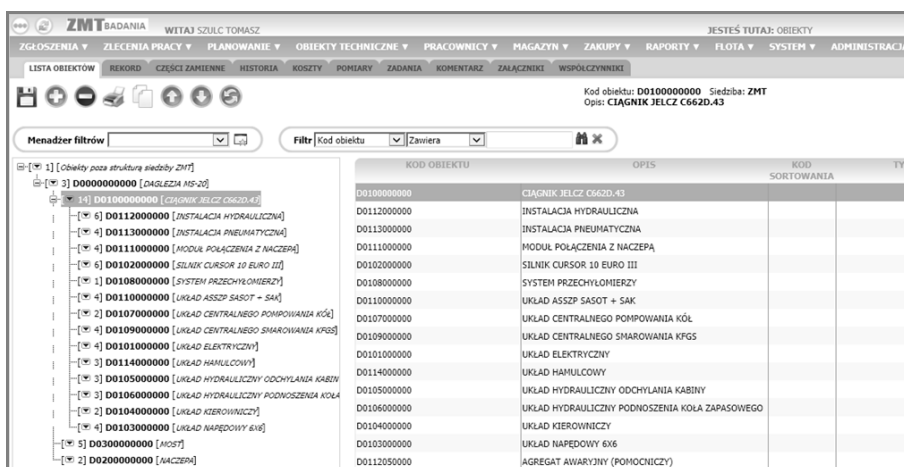 ZMT BADANIA WITAJ SZULC TOMASZ JESTEŚ TUTAJ: OBIEKTY
ZGŁOSZENIA ZLECENIA PRACY PLANOWANIE OBIEKTY TECHNICZNE PRACOWNICY MAGAZYN ZAKUPY RAPORTY FLOTA SYSTEM ADMINISTRACJA
LISTA OBIEKTÓW REKORD CZĘŚCI ZAMIENNE HISTORIA KOSZTY POMIARY ZADANIA KOMENTARZ ZAŁĄCZNIKI WSPÓŁCZYNNIKI
Kod obiektu: D0100000000 Siedziba: ZMT
Opis: CIĄGNIK JELCZ C662D.43
Menadżer filtrów Filtr Kod obiektu Zawiera
1] [Obiekty poza strukturą siedziby ZMT]
3] D0000000000 [DAGLEZJA MS-20]
14] D0100000000 [CIĄGNIK JELCZ C662D.43]
6] D0112000000 [INSTALACJA HYDRAULICZNA]
4] D0113000000 [INSTALACJA PNEUMATYCZNA]
4] D0111000000 [MODUŁ POŁĄCZENIA Z NACZEPĄ]
6] D0102000000 [SILNIK CURSOR 10 EURO III]
1] D0108000000 [SYSTEM PRZECHYŁOMIERZY]
4] D0110000000 [UKŁAD ASSZP SASOT + SAK]
2] D0107000000 [UKŁAD CENTRALNEGO POMPOWANIA KÓŁ]
4] D0109000000 [UKŁAD CENTRALNEGO SMAROWANIA KFGS]
4] D0101000000 [UKŁAD ELEKTRYCZNY]
3] D0114000000 [UKŁAD HAMULCOWY]
3] D0105000000 [UKŁAD HYDRAULICZNY ODCHYLANIA KABIN
3] D0106000000 [UKŁAD HYDRAULICZNY PODNOSZENIA KOŁA
2] D0104000000 [UKŁAD KIEROWNICZY]
4] D0103000000 [UKŁAD NAPĘDOWY 6X6]
5] D0300000000 [MOST]
2] D0200000000 [NACZEPA]
KOD OBIEKTU OPIS KOD SORTOWANIA TY
D0100000000 CIĄGNIK JELCZ C662D.43
D0112000000 INSTALACJA HYDRAULICZNA
D0113000000 INSTALACJA PNEUMATYCZNA
D0111000000 MODUŁ POŁĄCZENIA Z NACZEPĄ
D0102000000 SILNIK CURSOR 10 EURO III
D0108000000 SYSTEM PRZECHYŁOMIERZY
D0110000000 UKŁAD ASSZP SASOT + SAK
D0107000000 UKŁAD CENTRALNEGO POMPOWANIA KÓŁ
D0109000000 UKŁAD CENTRALNEGO SMAROWANIA KFGS
D0101000000 UKŁAD ELEKTRYCZNY
D0114000000 UKŁAD HAMULCOWY
D0105000000 UKŁAD HYDRAULICZNY ODCHYLANIA KABINY
D0106000000 UKŁAD HYDRAULICZNY PODNOSZENIA KOŁA ZAPASOWEGO
D0104000000 UKŁAD KIEROWNICZY
D0103000000 UKŁAD NAPĘDOWY 6X6
D0112050000 AGREGAT AWARYJNY (POMOCNICZY)